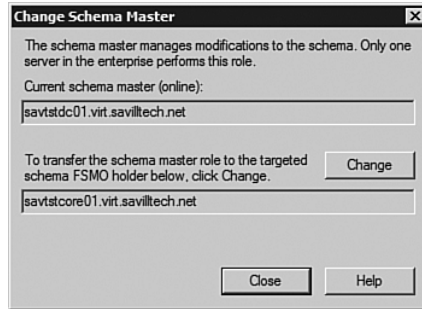 Change Schema Master
The schema master manages modifications to the schema. Only one
server in the enterprise performs this role.
Current schema master (online):
savtstdc01.virt.savilltech.net
To transfer the schema master role to the targeted
schema FSMO holder below, click Change.
Change
savtstcore01.virt.savilltech.net
Close
Help